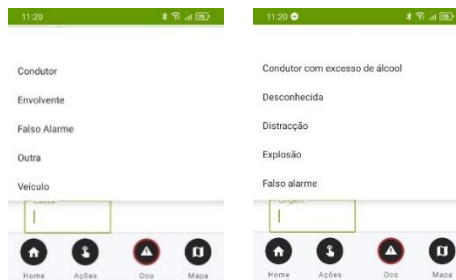 11:20
Condutor
Envolvente
Falso Alarme
Outra
Veículo
Causa
Home Ações Oco Mapa
11:20
Condutor com excesso de álcool
Desconhecida
Distracção
Explosão
Falso alarme
Origem
Home Ações Oco Mapa